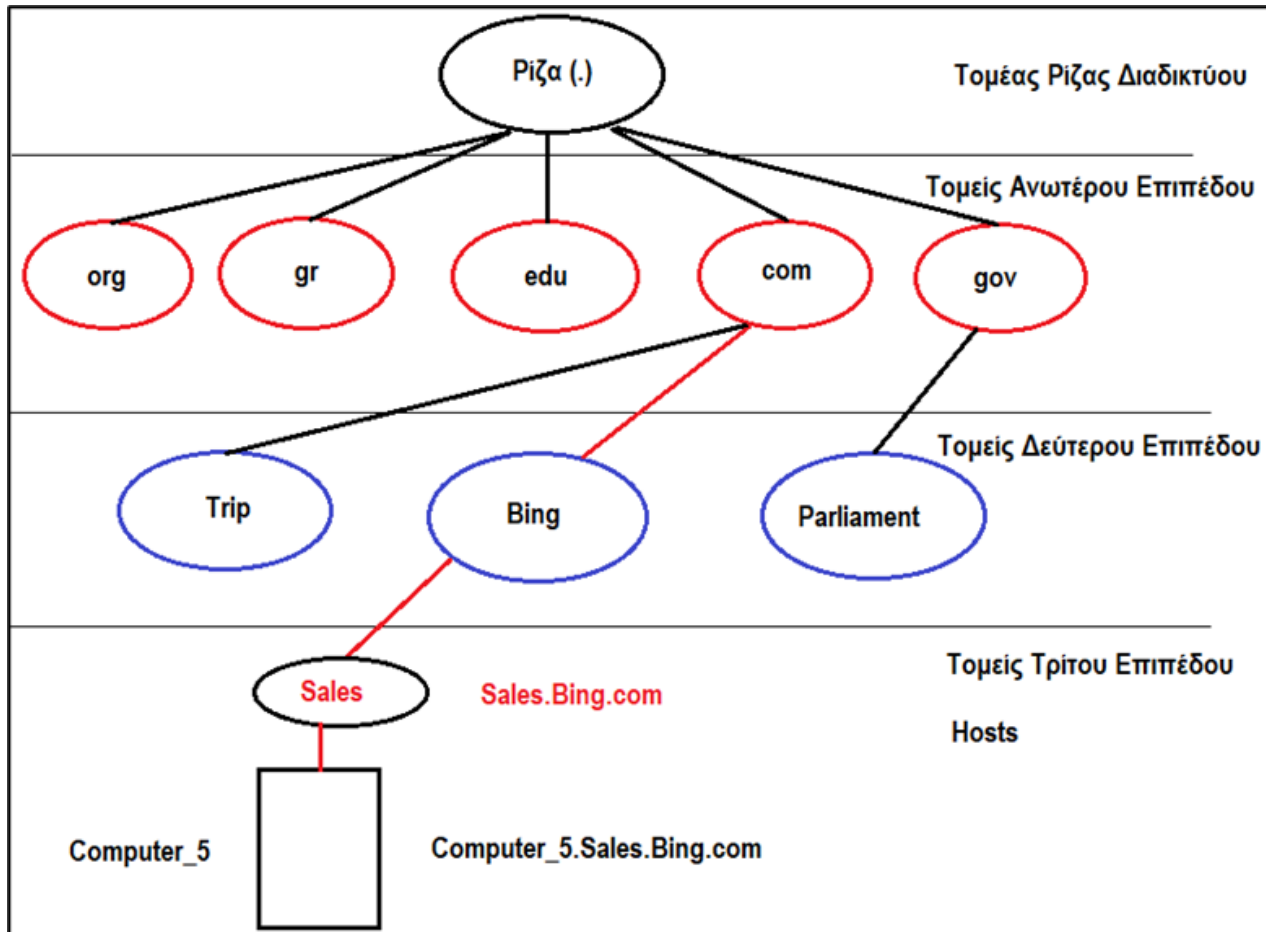 Ρίζα (.)
Τομέας Ρίζας Διαδικτύου
Τομείς Ανωτέρου Επιπέδου
org
gr
edu
com
gov
Τομείς Δεύτερου Επιπέδου
Trip
Bing
Parliament
Τομείς Τρίτου Επιπέδου
Sales
Sales.Bing.com
Hosts
Computer_5
Computer_5.Sales.Bing.com